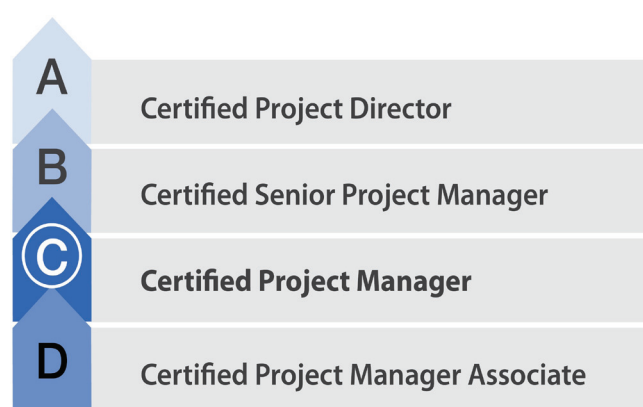 A
Certified Project Director
B
Certified Senior Project Manager
C
Certified Project Manager
D
Certified Project Manager Associate